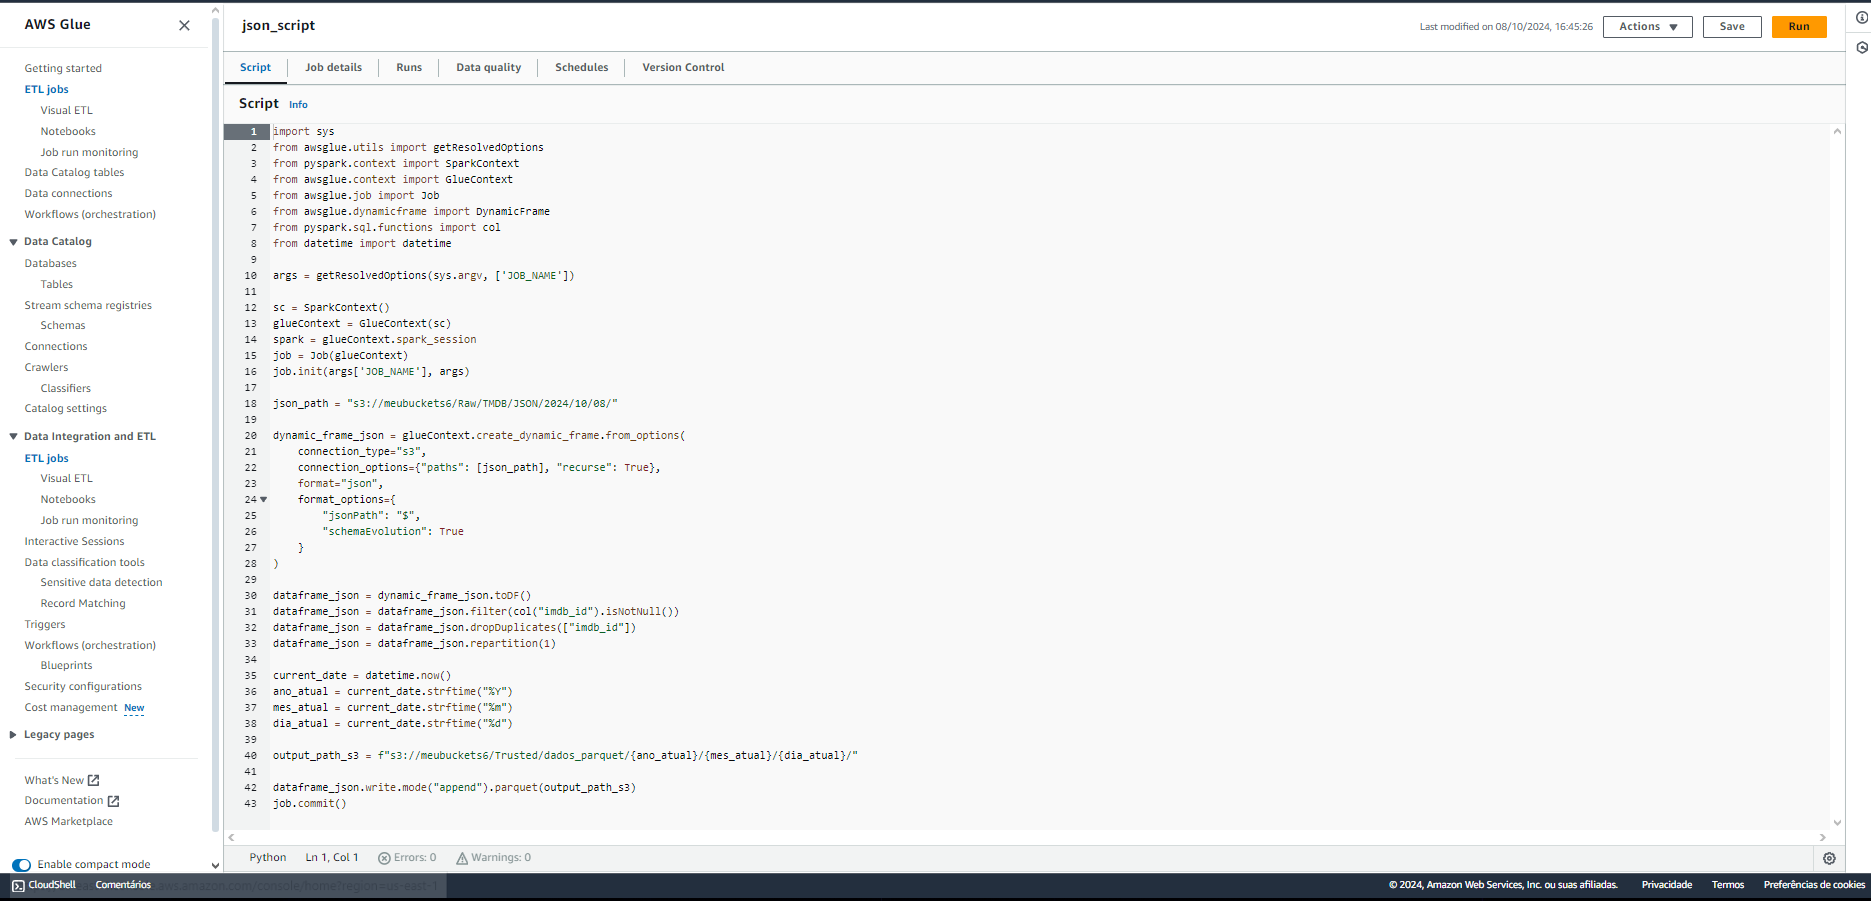 AWS Glue
Getting started
ETL jobs
Visual ETL
Notebooks
Job run monitoring
Data Catalog tables
Data connections
Workflows (orchestration)
Data Catalog
Databases
Tables
Stream schema registries
Schemas
Connections
Crawlers
Classifiers
Catalog settings
Data Integration and ETL
ETL jobs
Visual ETL
Notebooks
Job run monitoring
Interactive Sessions
Data classification tools
Sensitive data detection
Record Matching
Triggers
Workflows (orchestration)
Blueprints
Security configurations
Cost management New
Legacy pages
What's New
Documentation
AWS Marketplace
Enable compact mode
json_script
Last modified on 08/10/2024, 16:45:26
Actions
Save
Run
Script
Job details
Runs
Data quality
Schedules
Version Control
Script Info
1 import sys
2 from awsglue.utils import getResolvedOptions
3 from pyspark.context import SparkContext
4 from awsglue.context import GlueContext
5 from awsglue.job import Job
6 from awsglue.dynamicframe import DynamicFrame
7 from pyspark.sql.functions import col
8 from datetime import datetime
9
10 args = getResolvedOptions(sys.argv, ['JOB_NAME'])
11
12 sc = SparkContext()
13 glueContext = GlueContext(sc)
14 spark = glueContext.spark_session
15 job = Job(glueContext)
16 job.init(args['JOB_NAME'], args)
17
18 json_path = "s3://meubuckets6/Raw/TMDB/JSON/2024/10/08/"
19
20 dynamic_frame_json = glueContext.create_dynamic_frame.from_options(
21     connection_type="s3",
22     connection_options={"paths": [json_path], "recurse": True},
23     format="json",
24     format_options={
25         "jsonPath": "$",
26         "schemaEvolution": True
27     }
28 )
29
30 dataframe_json = dynamic_frame_json.toDF()
31 dataframe_json = dataframe_json.filter(col("imdb_id").isNotNull())
32 dataframe_json = dataframe_json.dropDuplicates(["imdb_id"])
33 dataframe_json = dataframe_json.repartition(1)
34
35 current_date = datetime.now()
36 ano_atual = current_date.strftime("%Y")
37 mes_atual = current_date.strftime("%m")
38 dia_atual = current_date.strftime("%d")
39
40 output_path_s3 = f"s3://meubuckets6/Trusted/dados_parquet/{ano_atual}/{mes_atual}/{dia_atual}/"
41
42 dataframe_json.write.mode("append").parquet(output_path_s3)
43 job.commit()
Python
Ln 1, Col 1
Errors: 0
Warnings: 0
CloudShell
Comentários
© 2024, Amazon Web Services, Inc. ou suas afiliadas.
Privacidade
Termos
Preferências de cookies